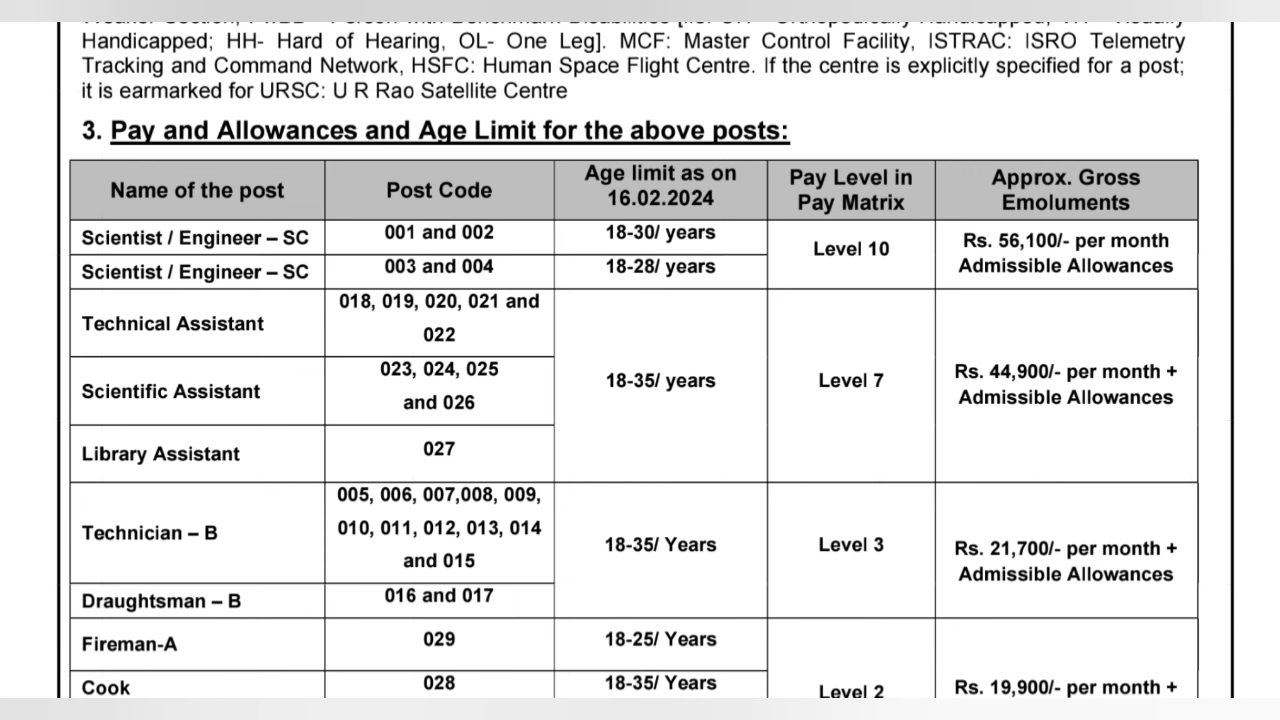 Handicapped; HH- Hard of Hearing, OL- One Leg]. MCF: Master Control Facility, ISTRAC: ISRO Telemetry
Tracking and Command Network, HSFC: Human Space Flight Centre. If the centre is explicitly specified for a post;
it is earmarked for URSC: U R Rao Satellite Centre
3. Pay and Allowances and Age Limit for the above posts:
Name of the post
Post Code
Age limit as on
16.02.2024
Pay Level in
Pay Matrix
Approx. Gross
Emoluments
Scientist / Engineer – SC
001 and 002
18-30/ years
Level 10
Rs. 56,100/- per month
Admissible Allowances
Scientist / Engineer – SC
003 and 004
18-28/ years
Technical Assistant
018, 019, 020, 021 and
022
18-35/ years
Level 7
Rs. 44,900/- per month +
Admissible Allowances
Scientific Assistant
023, 024, 025
and 026
Library Assistant
027
Technician – B
005, 006, 007,008, 009,
010, 011, 012, 013, 014
and 015
18-35/ Years
Level 3
Rs. 21,700/- per month +
Admissible Allowances
Draughtsman – B
016 and 017
Fireman-A
029
18-25/ Years
Cook
028
18-35/ Years
Level 2
Rs. 19,900/- per month +